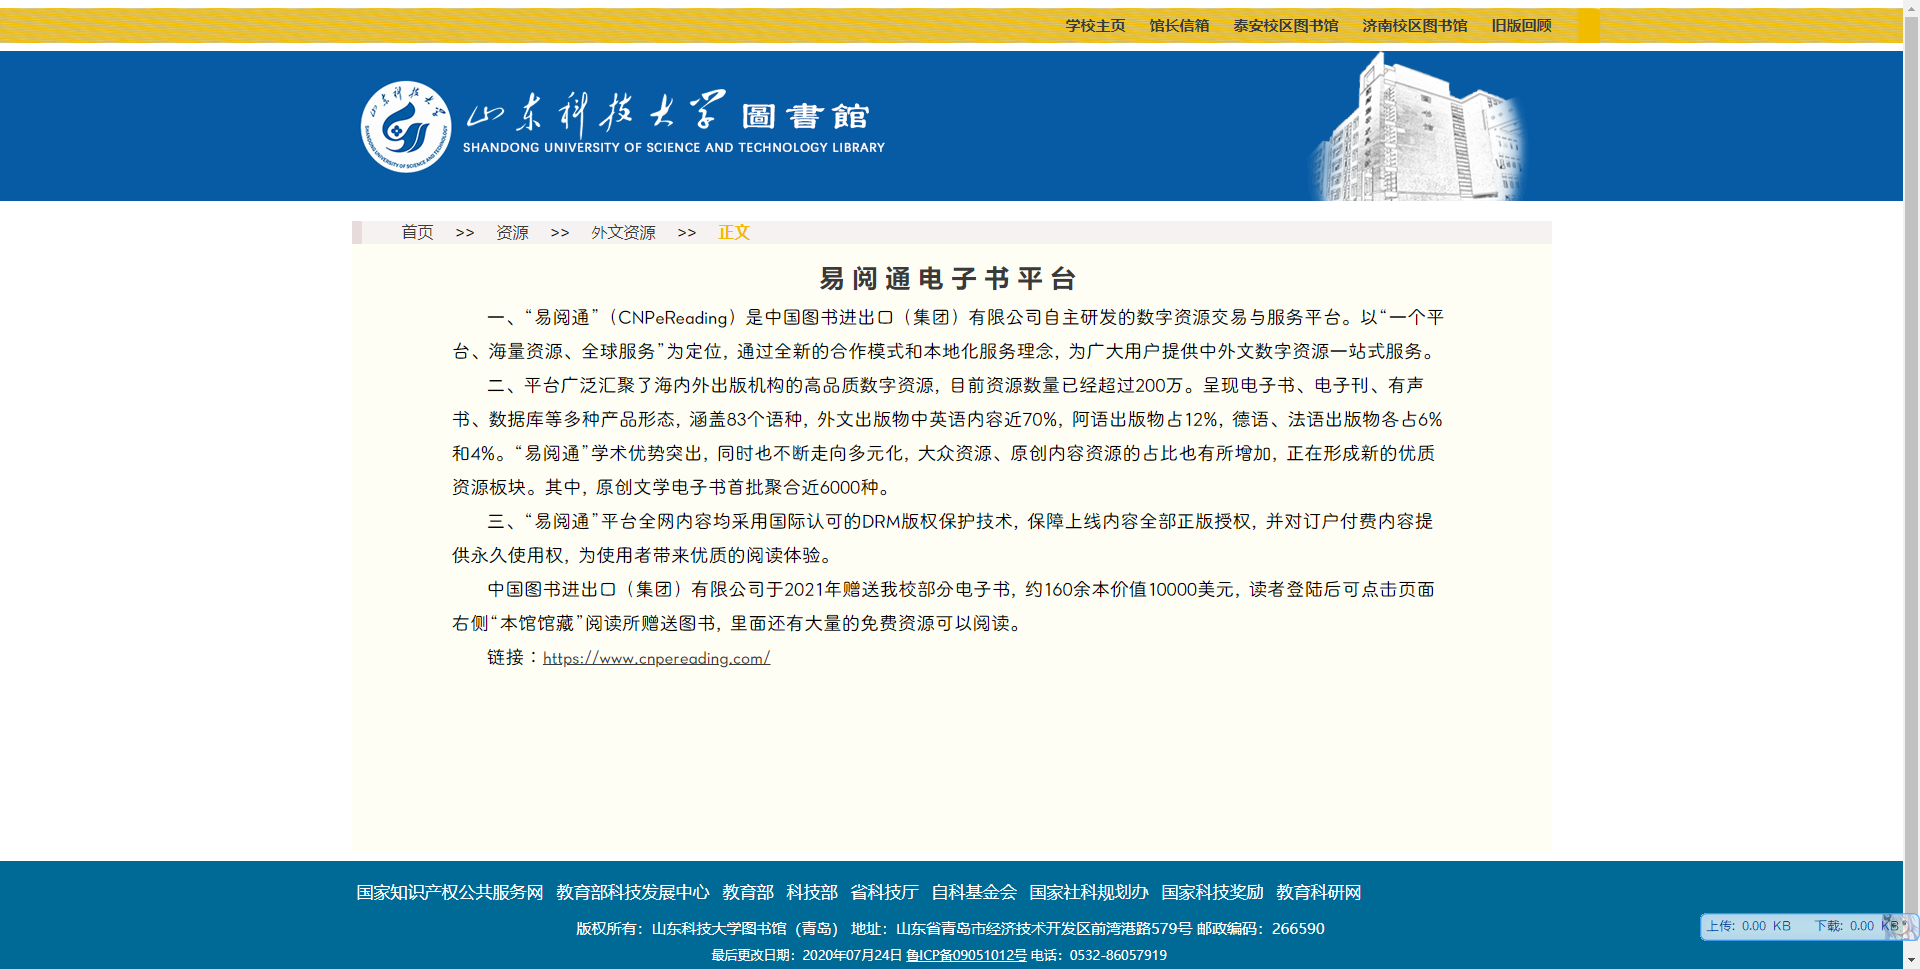 学校主页 馆长信箱 泰安校区图书馆 济南校区图书馆 旧版回顾
山东科技大学 圖書館
SHANDONG UNIVERSITY OF SCIENCE AND TECHNOLOGY LIBRARY
山东科技大学
SHANDONG UNIVERSITY OF SCIENCE AND TECHNOLOGY
首页 >> 资源 >> 外文资源 >> 正文
易阅通电子书平台
一、“易阅通”（CNPeReading）是中国图书进出口（集团）有限公司自主研发的数字资源交易与服务平台。以“一个平
台、海量资源、全球服务”为定位，通过全新的合作模式和本地化服务理念，为广大用户提供中外文数字资源一站式服务。
二、平台广泛汇聚了海内外出版机构的高品质数字资源，目前资源数量已经超过200万。呈现电子书、电子刊、有声
书、数据库等多种产品形态，涵盖83个语种，外文出版物中英语内容近70%，阿语出版物占12%，德语、法语出版物各占6%
和4%。“易阅通”学术优势突出，同时也不断走向多元化，大众资源、原创内容资源的占比也有所增加，正在形成新的优质
资源板块。其中，原创文学电子书首批聚合近6000种。
三、“易阅通”平台全网内容均采用国际认可的DRM版权保护技术，保障上线内容全部正版授权，并对订户付费内容提
供永久使用权，为使用者带来优质的阅读体验。
中国图书进出口（集团）有限公司于2021年赠送我校部分电子书，约160余本价值10000美元，读者登陆后可点击页面
右侧“本馆馆藏”阅读所赠送图书，里面还有大量的免费资源可以阅读。
链接：https://www.cnpereading.com/
国家知识产权公共服务网 教育部科技发展中心 教育部 科技部 省科技厅 自科基金会 国家社科规划办 国家科技奖励 教育科研网
版权所有：山东科技大学图书馆（青岛） 地址：山东省青岛市经济技术开发区前湾港路579号 邮政编码：266590
最后更改日期：2020年07月24日 鲁ICP备09051012号 电话：0532-86057919
上传: 0.00 KB 下载: 0.00 KB